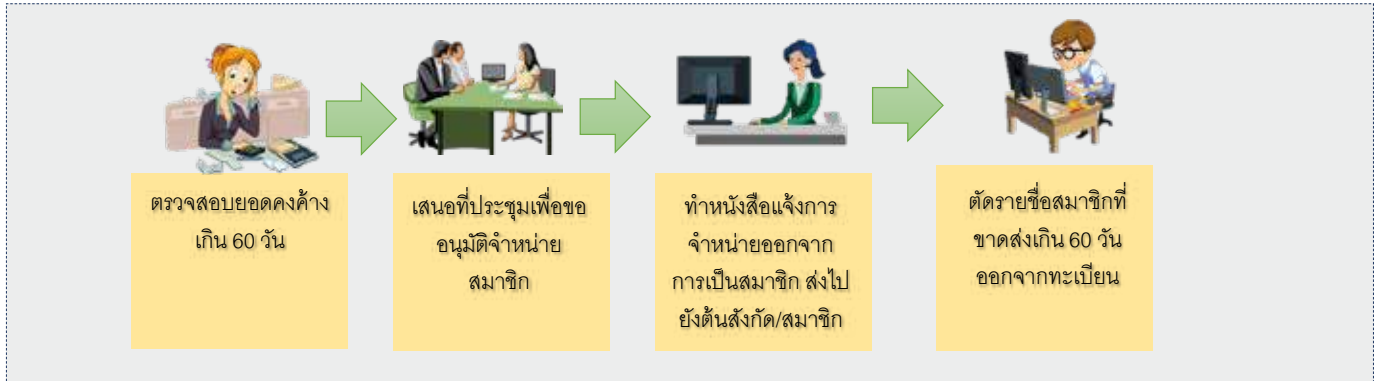 ตรวจสอบยอดคงค้าง
เกิน 60 วัน
เสนอที่ประชุมเพื่อขอ
อนุมัติจำหน่าย
สมาชิก
ทำหนังสือแจ้งการ
จำหน่ายออกจาก
การเป็นสมาชิก ส่งไป
ยังต้นสังกัด/สมาชิก
ตัดรายชื่อสมาชิกที่
ขาดส่งเกิน 60 วัน
ออกจากทะเบียน